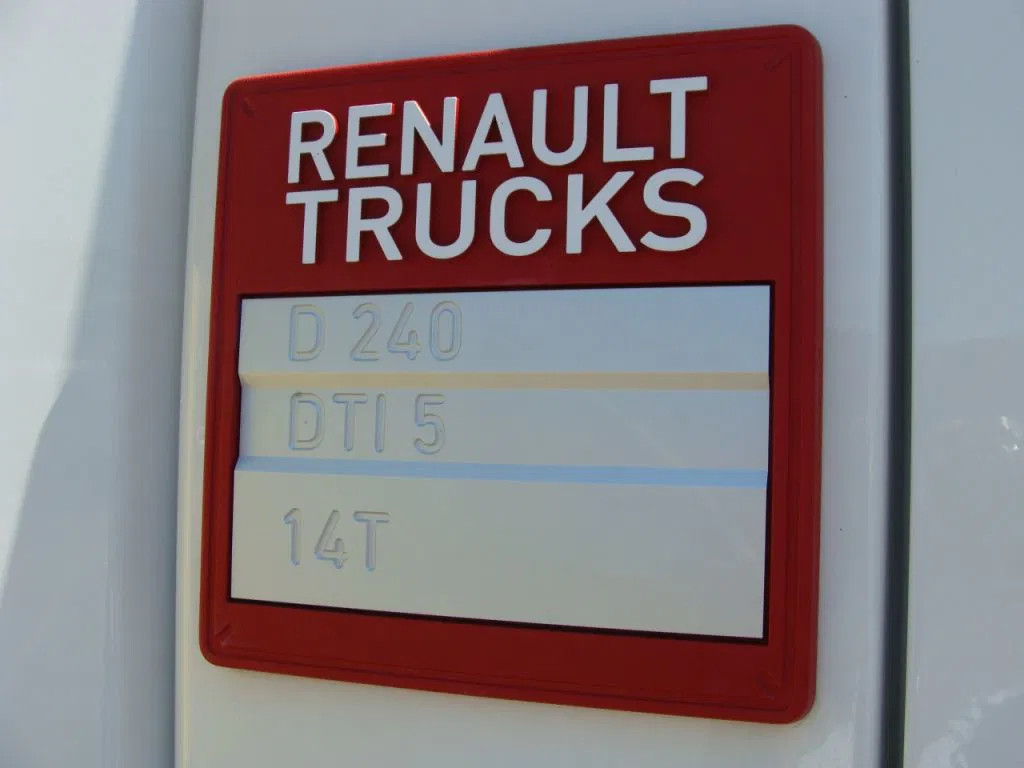 RENAULT
TRUCKS
D 240
DTI 5
14T